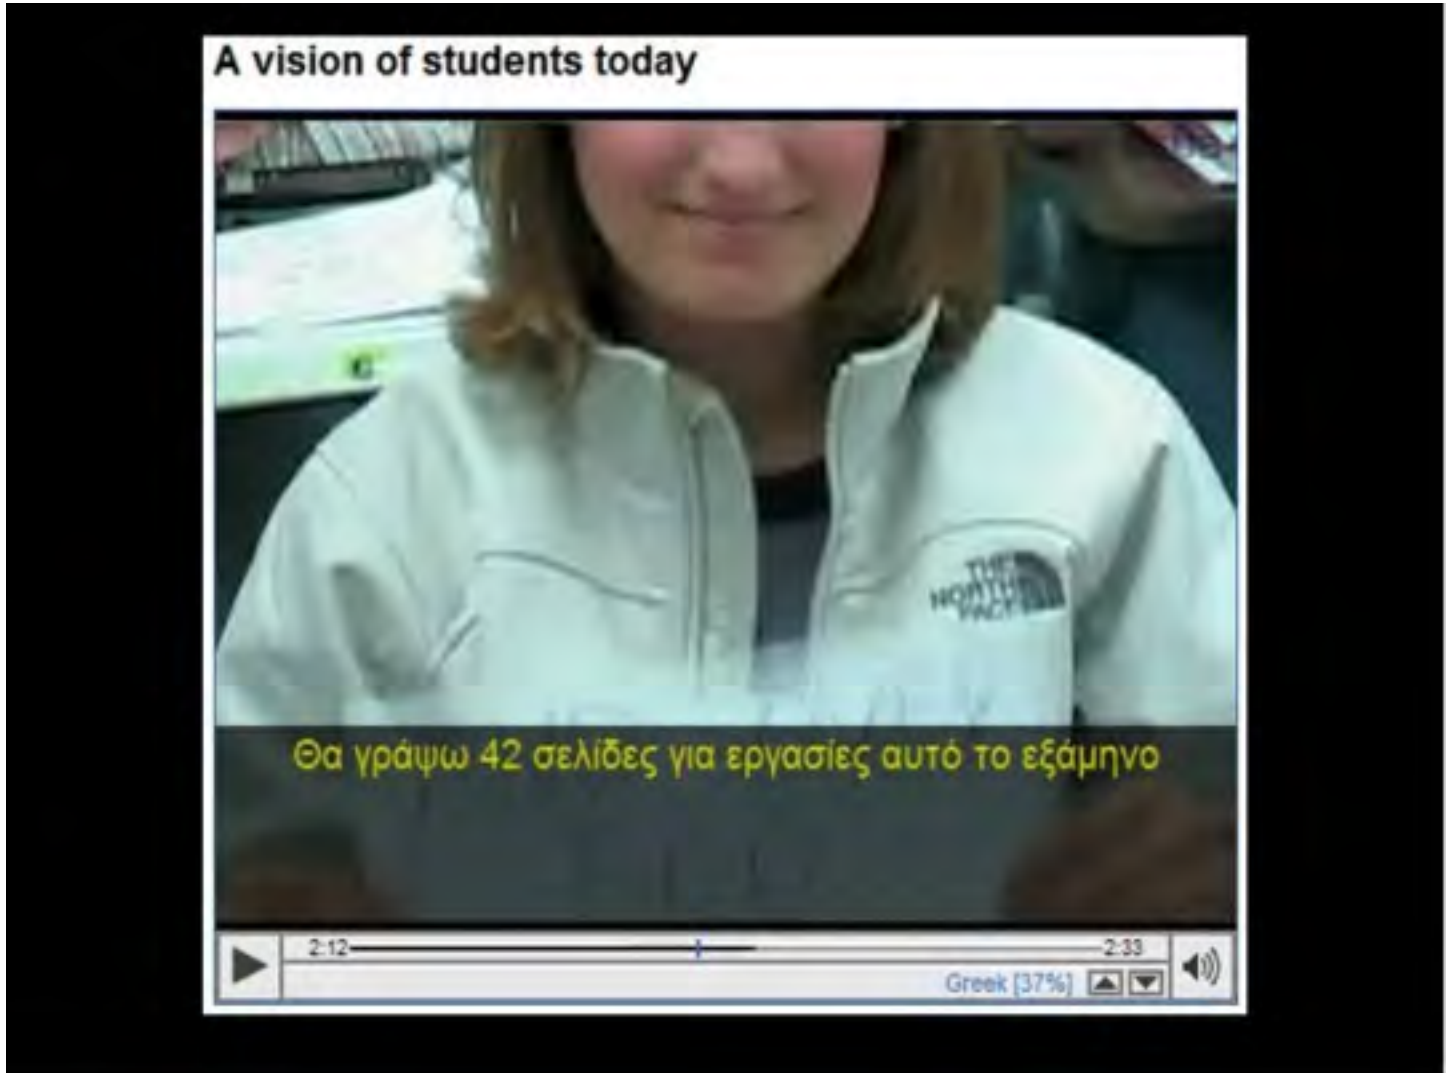 A vision of students today
C
THE
NORTH
FACE
Θα γράψω 42 σελίδες για εργασίες αυτό το εξάμηνο
2:12
2:33
Greek [37%]